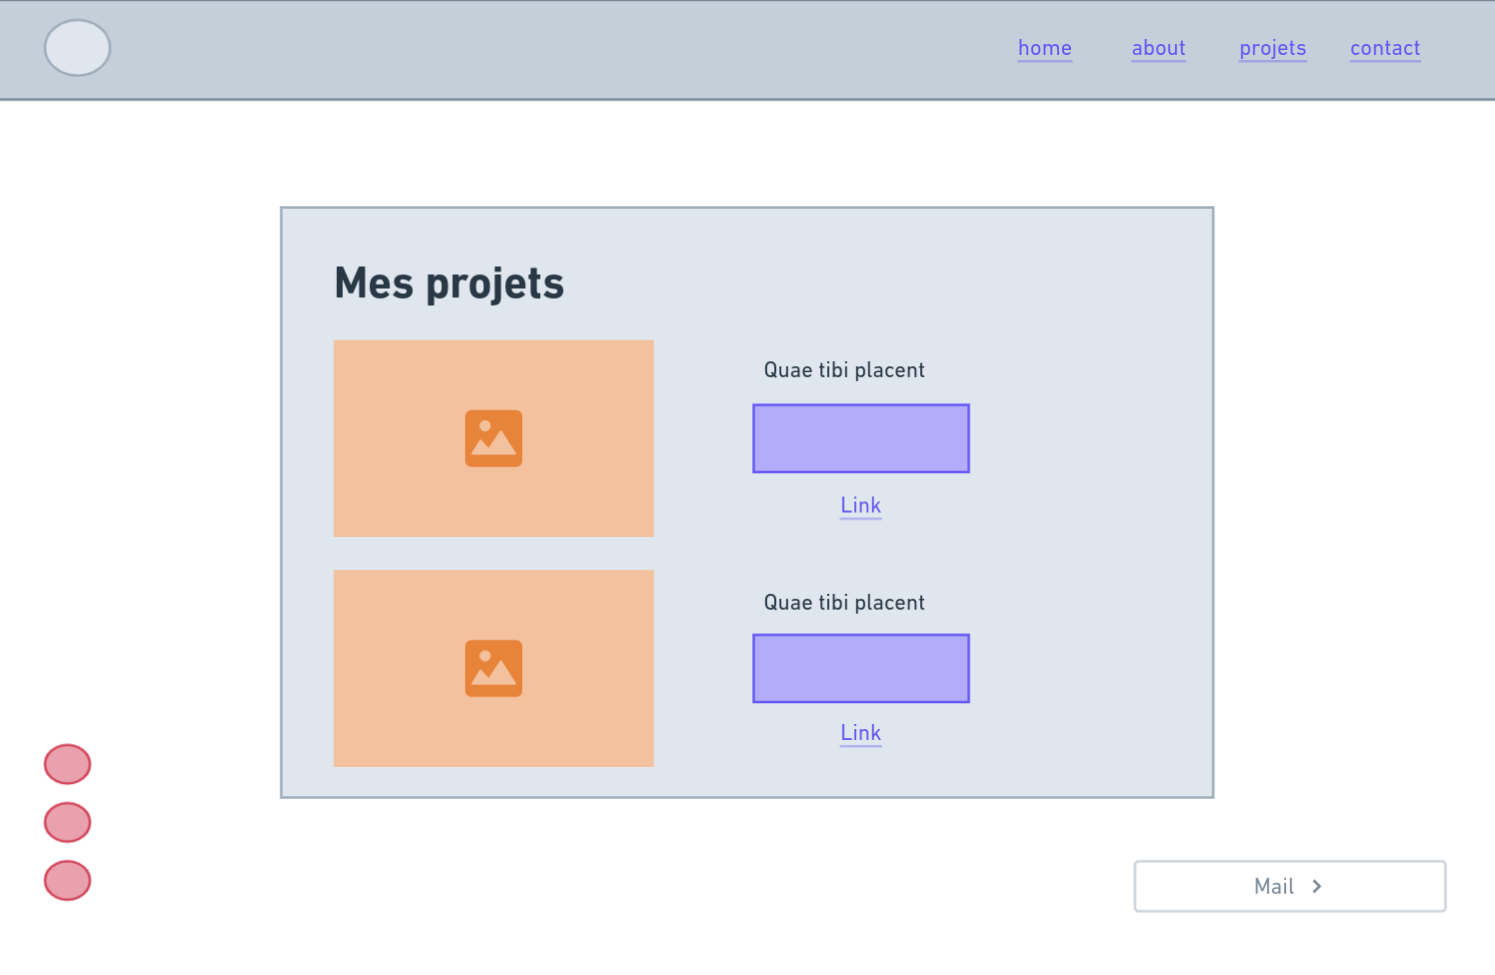 home about projets contact
Mes projets
Quae tibi placent
Link
Quae tibi placent
Link
Mail